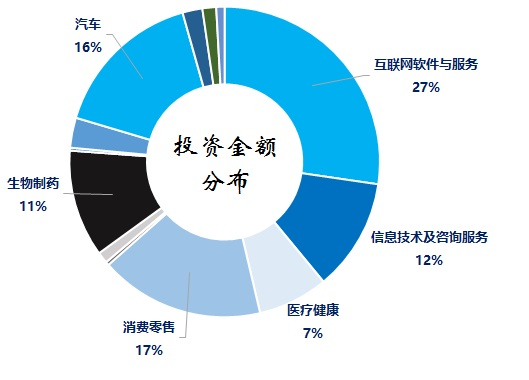 汽车
16%
互联网软件与服务
27%
投资金额
分布
生物制药
11%
信息技术及咨询服务
12%
医疗健康
7%
消费零售
17%